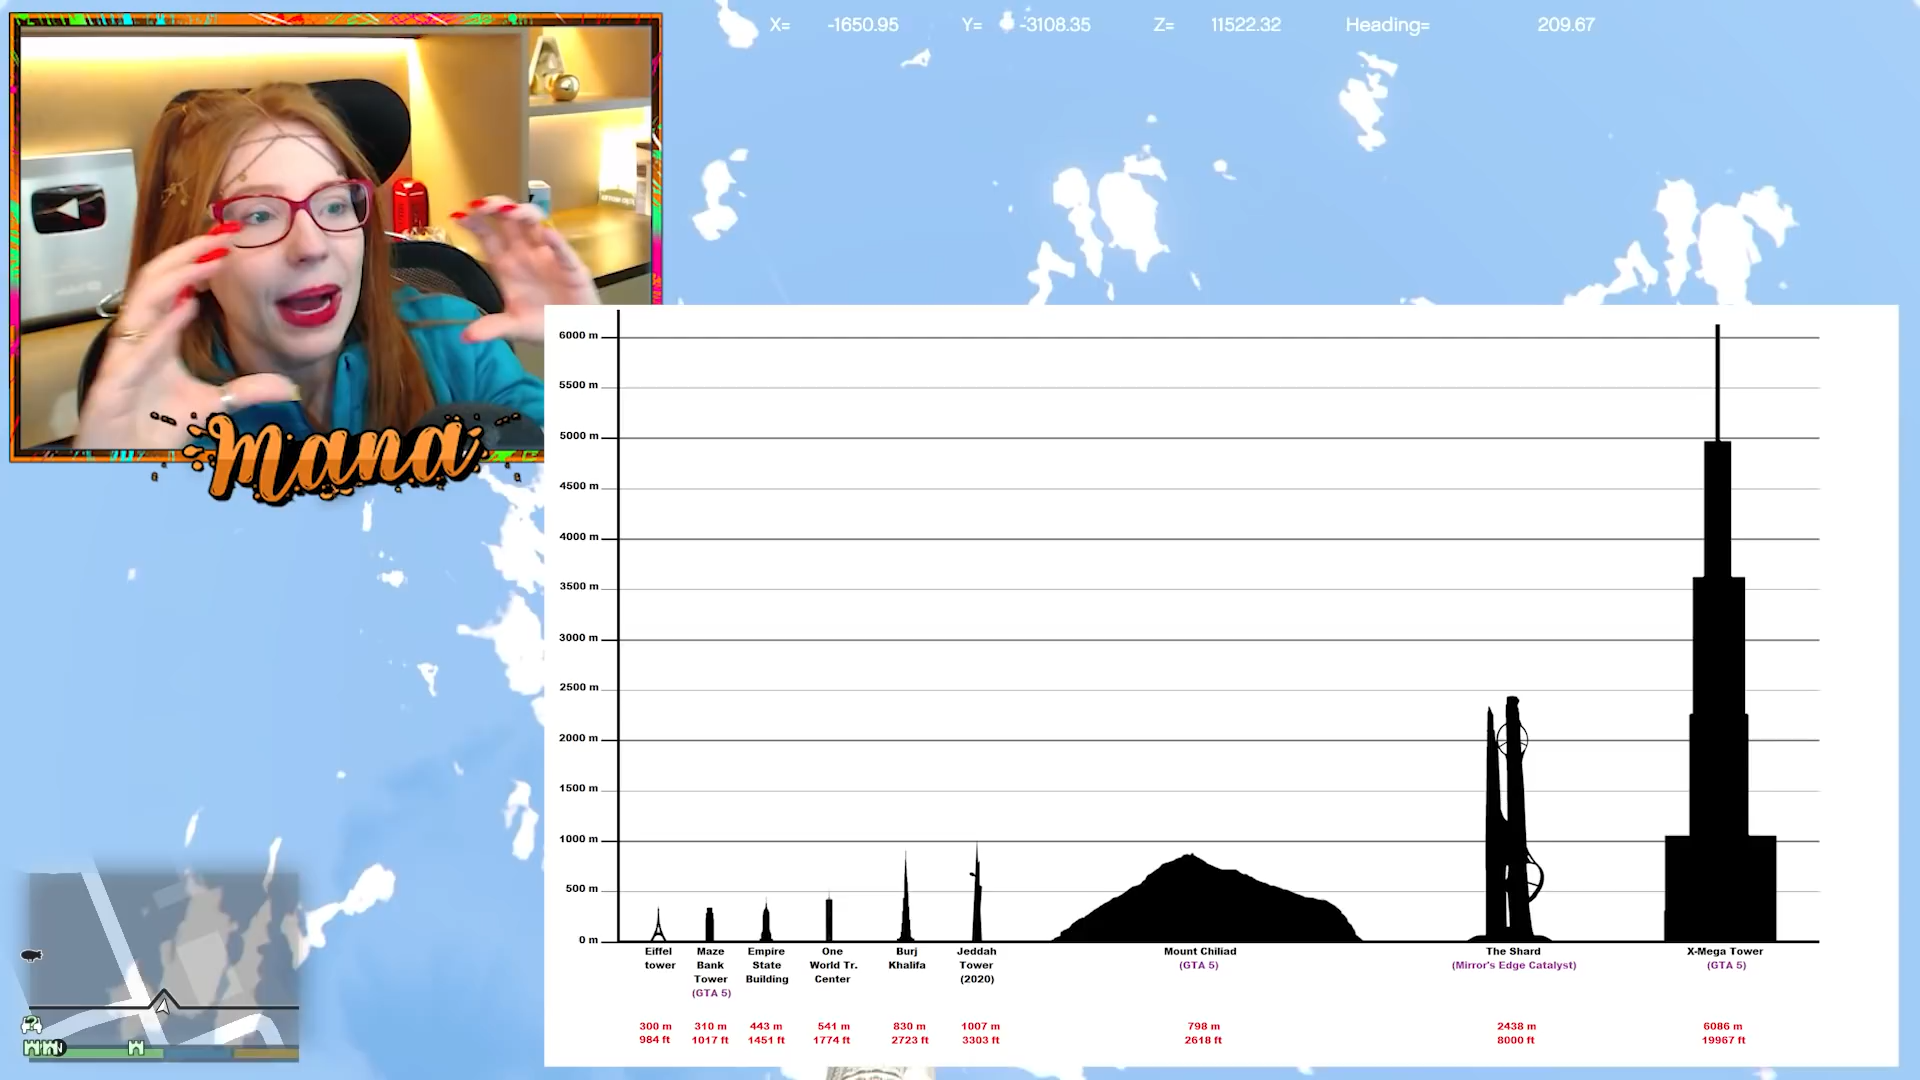 X= -1650.95 Y= -3108.35 Z= 11522.32 Heading= 209.67
Mana
6000 m
5500 m
5000 m
4500 m
4000 m
3500 m
3000 m
2500 m
2000 m
1500 m
1000 m
500 m
0 m
Eiffel
tower
Maze
Bank
Tower
(GTA 5)
Empire
State
Building
One
World Tr.
Center
Burj
Khalifa
Jeddah
Tower
(2020)
Mount Chiliad
(GTA 5)
The Shard
(Mirror's Edge Catalyst)
X-Mega Tower
(GTA 5)
300 m 310 m 443 m 541 m 830 m 1007 m 798 m 2438 m 6086 m
984 ft 1017 ft 1451 ft 1774 ft 2723 ft 3303 ft 2618 ft 8000 ft 19967 ft